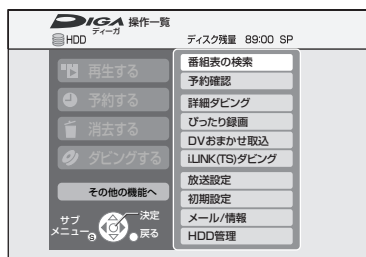 DIGA 操作一覧
ディーガ
HDD
ディスク残量 89:00 SP
再生する
予約する
消去する
ダビングする
その他の機能へ
サブ
メニュー S
決定
戻る
番組表の検索
予約確認
詳細ダビング
ぴったり録画
DVおまかせ取込
i.LINK(TS)ダビング
放送設定
初期設定
メール/情報
HDD管理